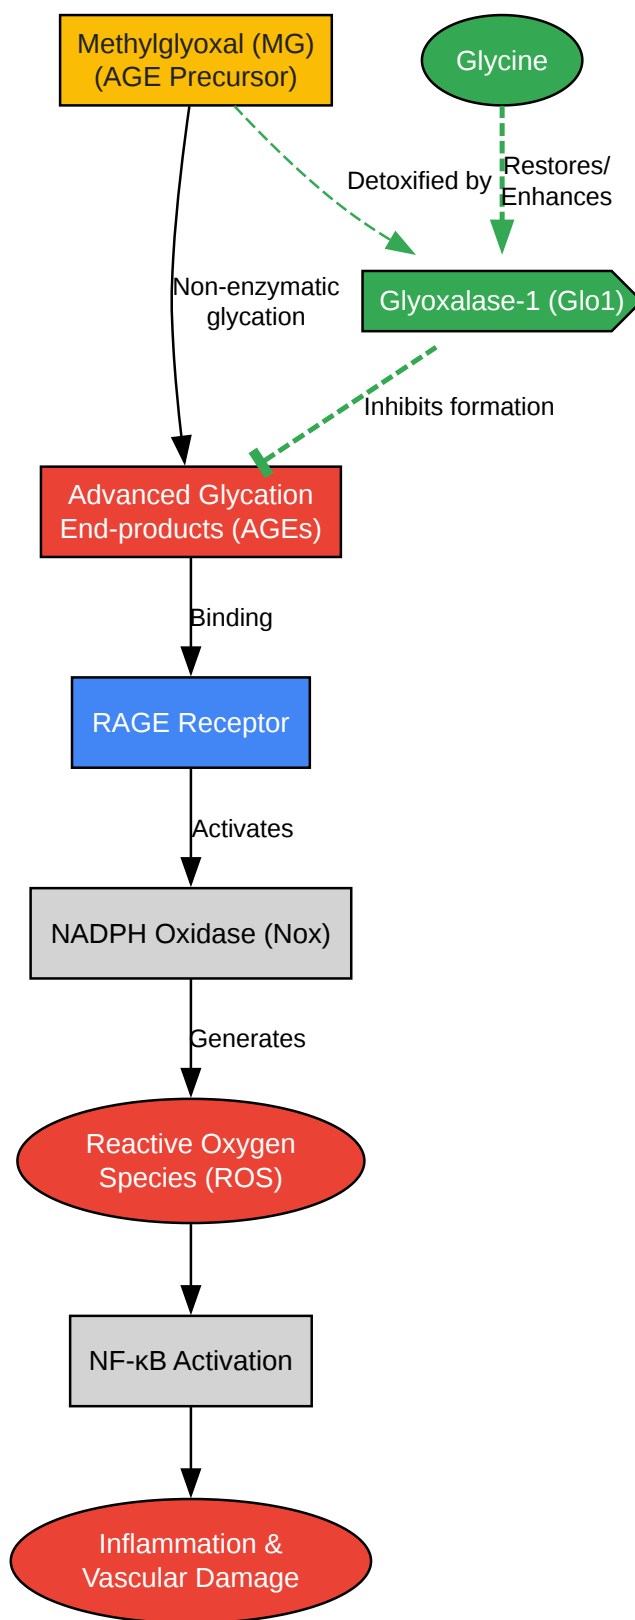 Methylglyoxal (MG)
(AGE Precursor)
Glycine
Detoxified by
Restores/
Enhances
Non-enzymatic
glycation
Glyoxalase-1 (Glo1)
Inhibits formation
Advanced Glycation
End-products (AGEs)
Binding
RAGE Receptor
Activates
NADPH Oxidase (Nox)
Generates
Reactive Oxygen
Species (ROS)
NF-κB Activation
Inflammation &
Vascular Damage